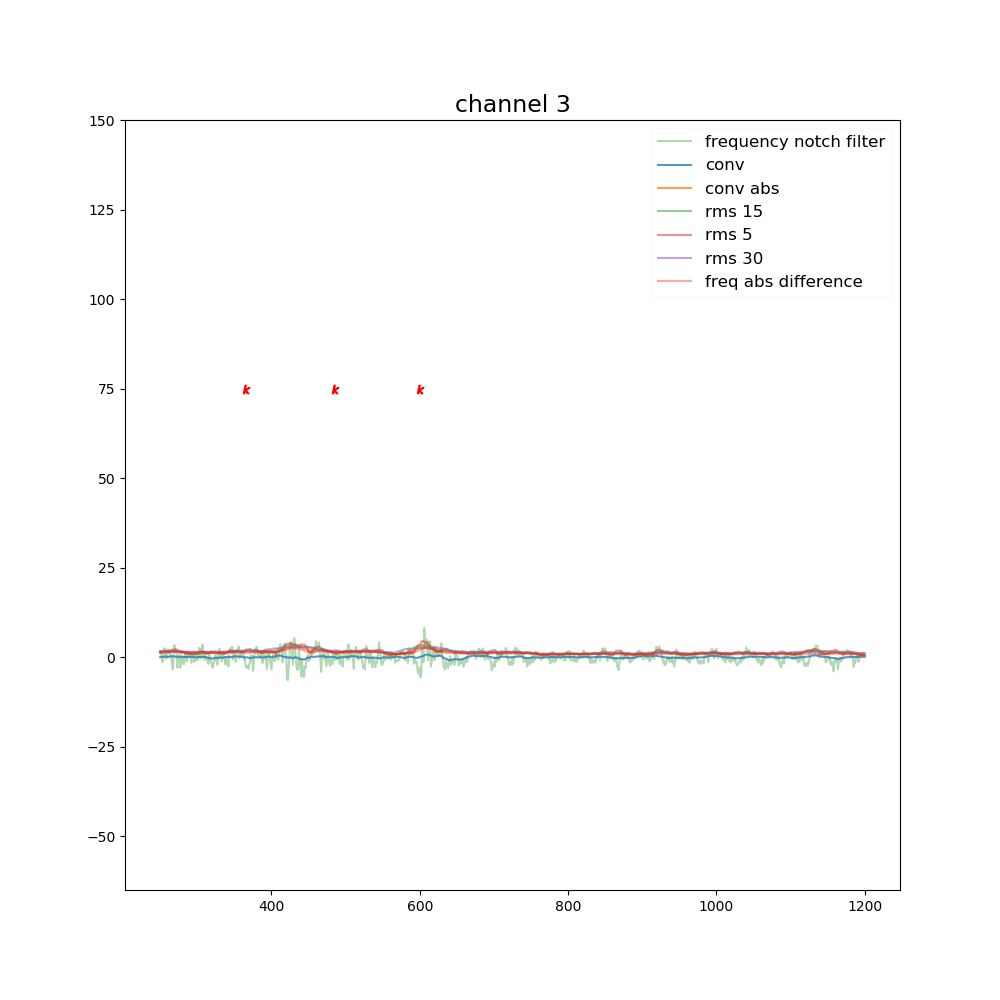 channel 3
150
125
100
75
50
25
0
−25
−50
frequency notch filter
conv
conv abs
rms 15
rms 5
rms 30
freq abs difference
k k k
400 600 800 1000 1200